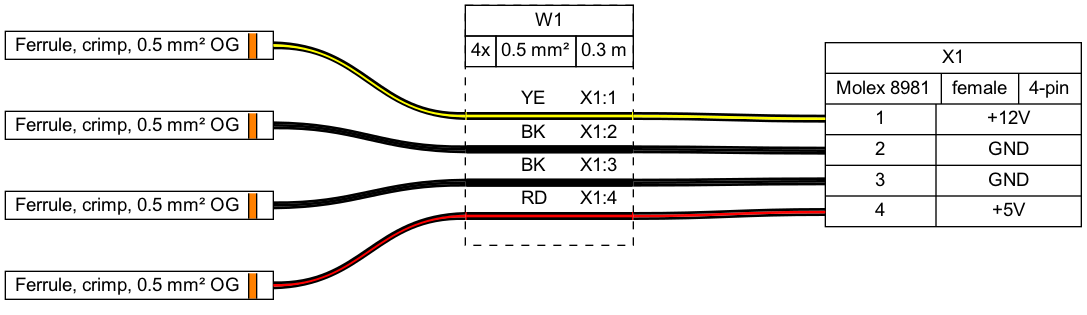 Ferrule, crimp, 0.5 mm² OG
Ferrule, crimp, 0.5 mm² OG
Ferrule, crimp, 0.5 mm² OG
Ferrule, crimp, 0.5 mm² OG
W1
4x 0.5 mm² 0.3 m
YE X1:1
BK X1:2
BK X1:3
RD X1:4
X1
Molex 8981 female 4-pin
1 +12V
2 GND
3 GND
4 +5V